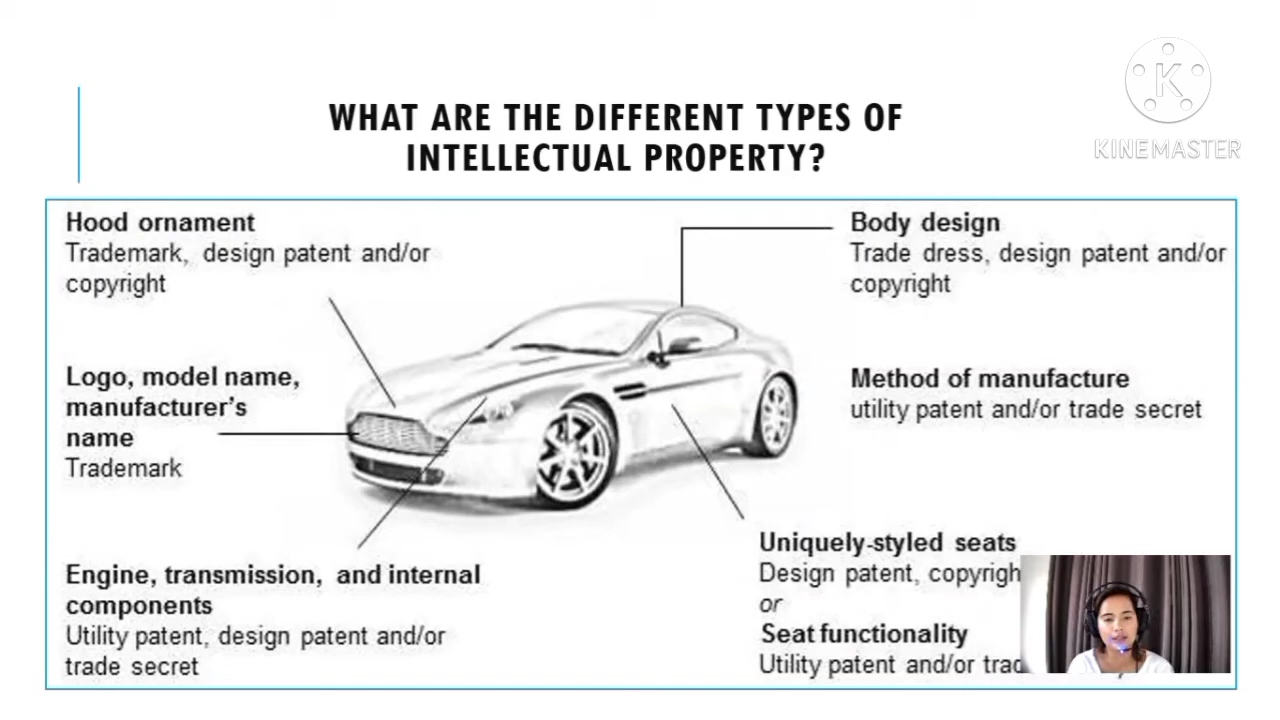 WHAT ARE THE DIFFERENT TYPES OF
INTELLECTUAL PROPERTY?
K
KINEMASTER
Hood ornament
Trademark, design patent and/or
copyright
Logo, model name,
manufacturer's
name
Trademark
Engine, transmission, and internal
components
Utility patent, design patent and/or
trade secret
Body design
Trade dress, design patent and/or
copyright
Method of manufacture
utility patent and/or trade secret
Uniquely-styled seats
Design patent,
or
Seat functionality
Utility patent and/or